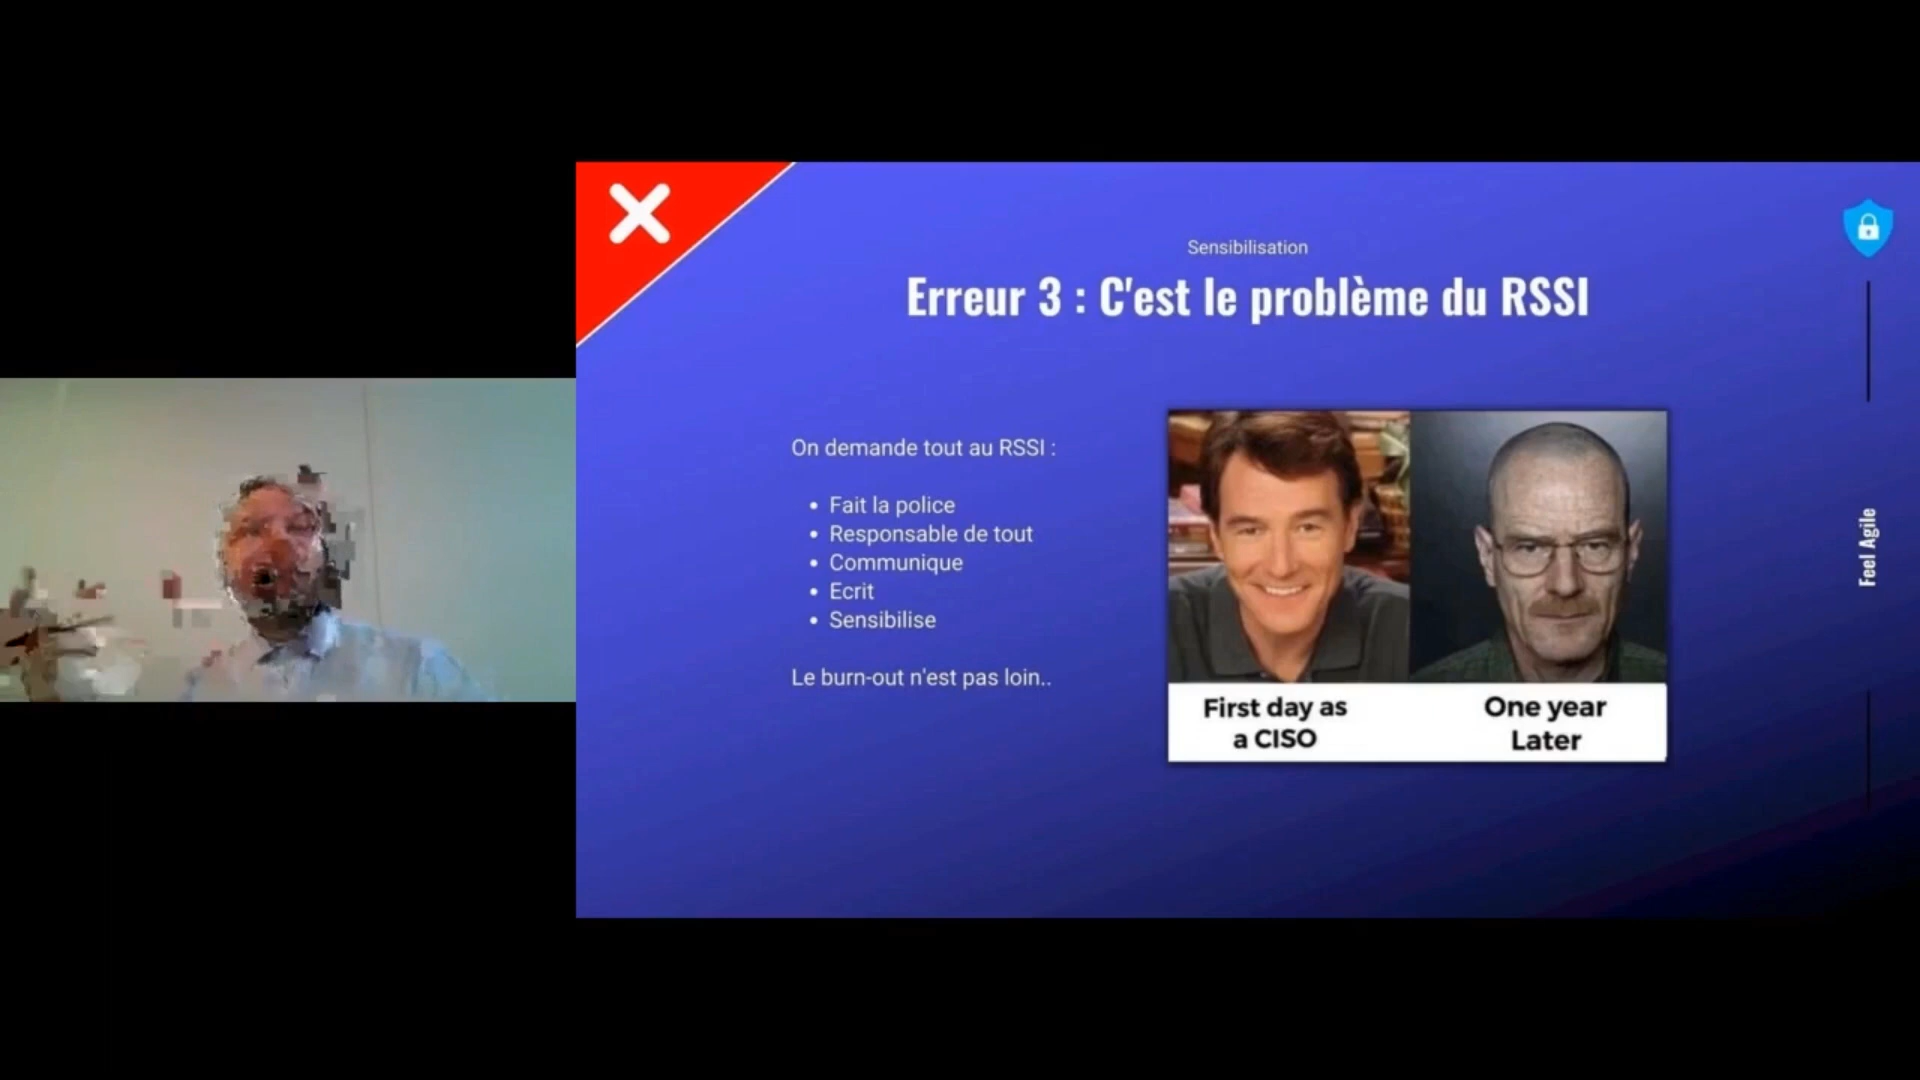 Sensibilisation
Erreur 3 : C'est le problème du RSSI
On demande tout au RSSI :
• Fait la police
• Responsable de tout
• Communique
• Ecrit
• Sensibilise
Le burn-out n'est pas loin..
First day as
a CISO
One year
Later
Feel Agile